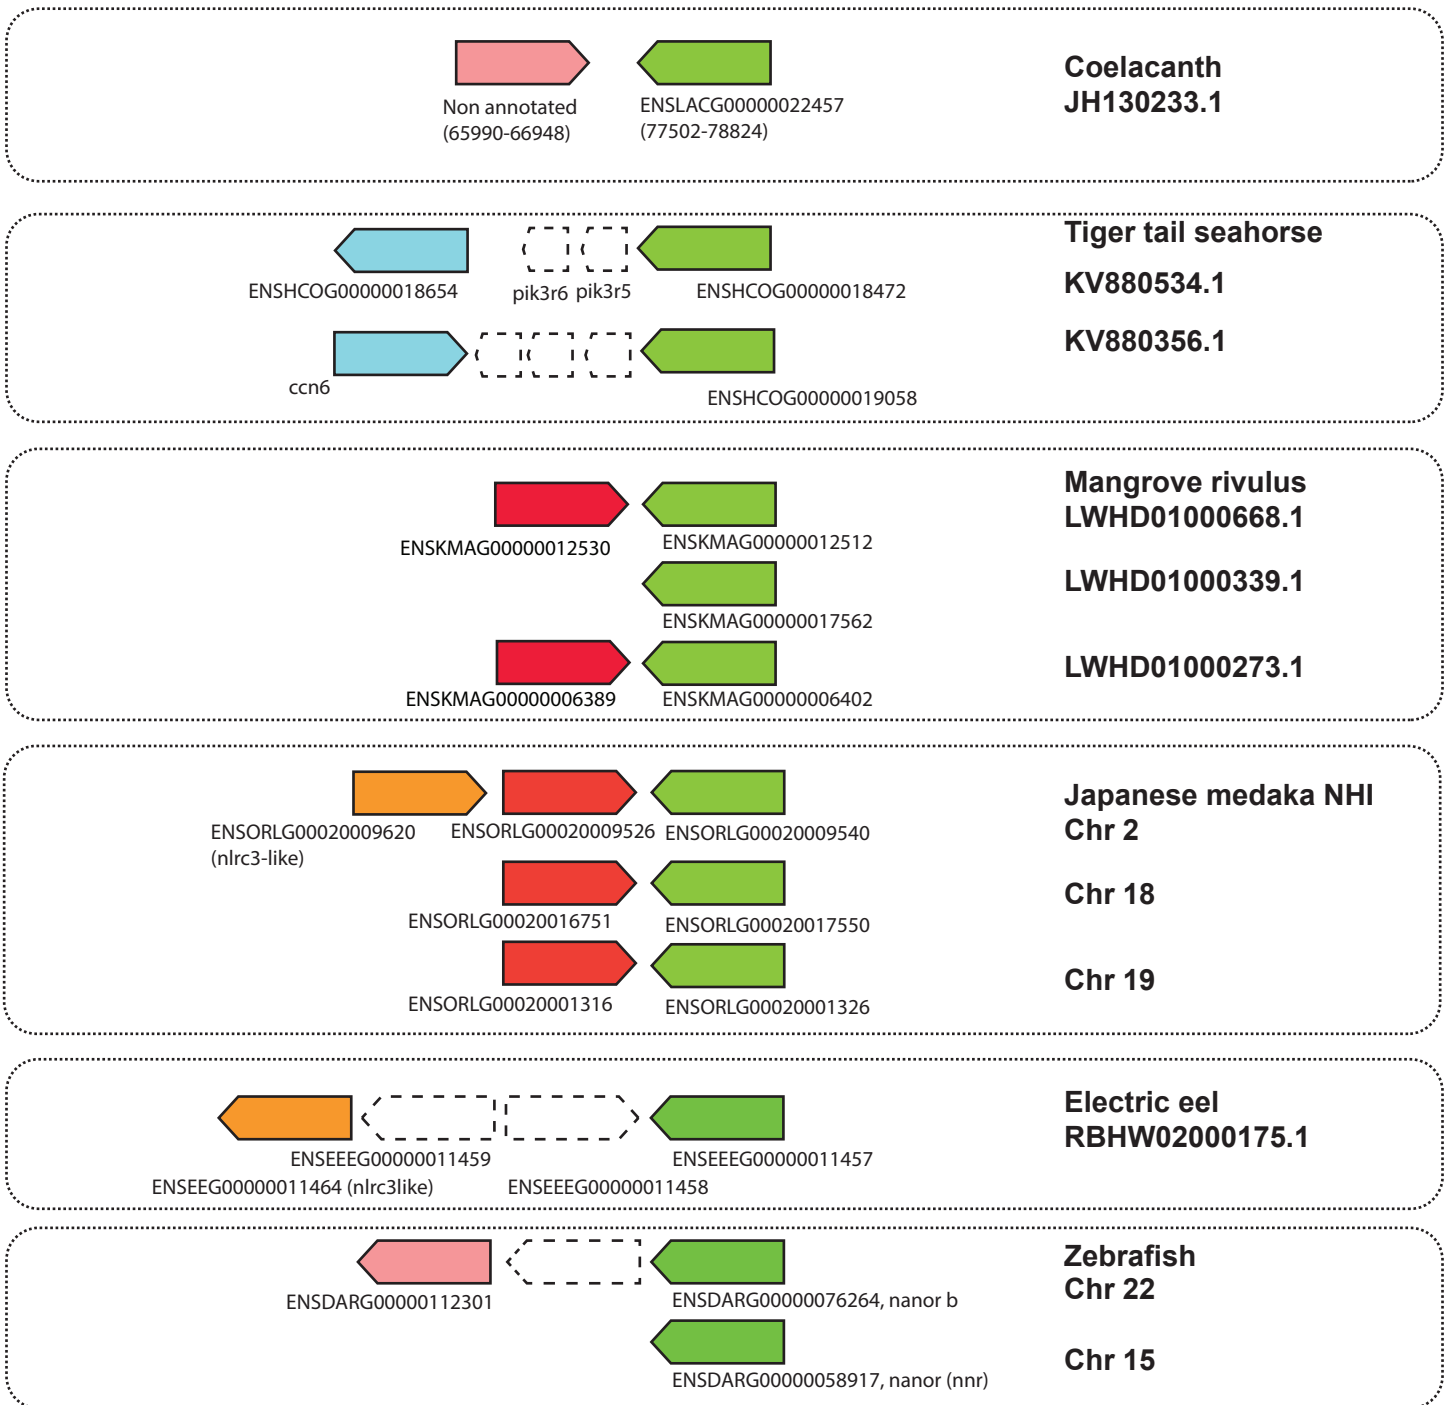 Coelacanth
JH130233.1
Non annotated
(65990-66948)
ENSLACG00000022457
(77502-78824)
Tiger tail seahorse
KV880534.1
ENSHCOG00000018654
pik3r6
pik3r5
ENSHCOG00000018472
KV880356.1
ccn6
ENSHCOG00000019058
Mangrove rivulus
LWHD01000668.1
ENSKMAG00000012530
ENSKMAG00000012512
LWHD01000339.1
ENSKMAG00000017562
LWHD01000273.1
ENSKMAG00000006389
ENSKMAG00000006402
Japanese medaka NHI
Chr 2
ENSORLG00020009620
(nlrc3-like)
ENSORLG00020009526
ENSORLG00020009540
Chr 18
ENSORLG00020016751
ENSORLG00020017550
Chr 19
ENSORLG00020001316
ENSORLG00020001326
Electric eel
RBHW02000175.1
ENSEEEG00000011459
ENSEEEG00000011457
ENSEEG00000011464 (nlrc3like)
ENSEEEG00000011458
Zebrafish
Chr 22
ENSDARG00000112301
ENSDARG00000076264, nanor b
Chr 15
ENSDARG00000058917, nanor (nnr)